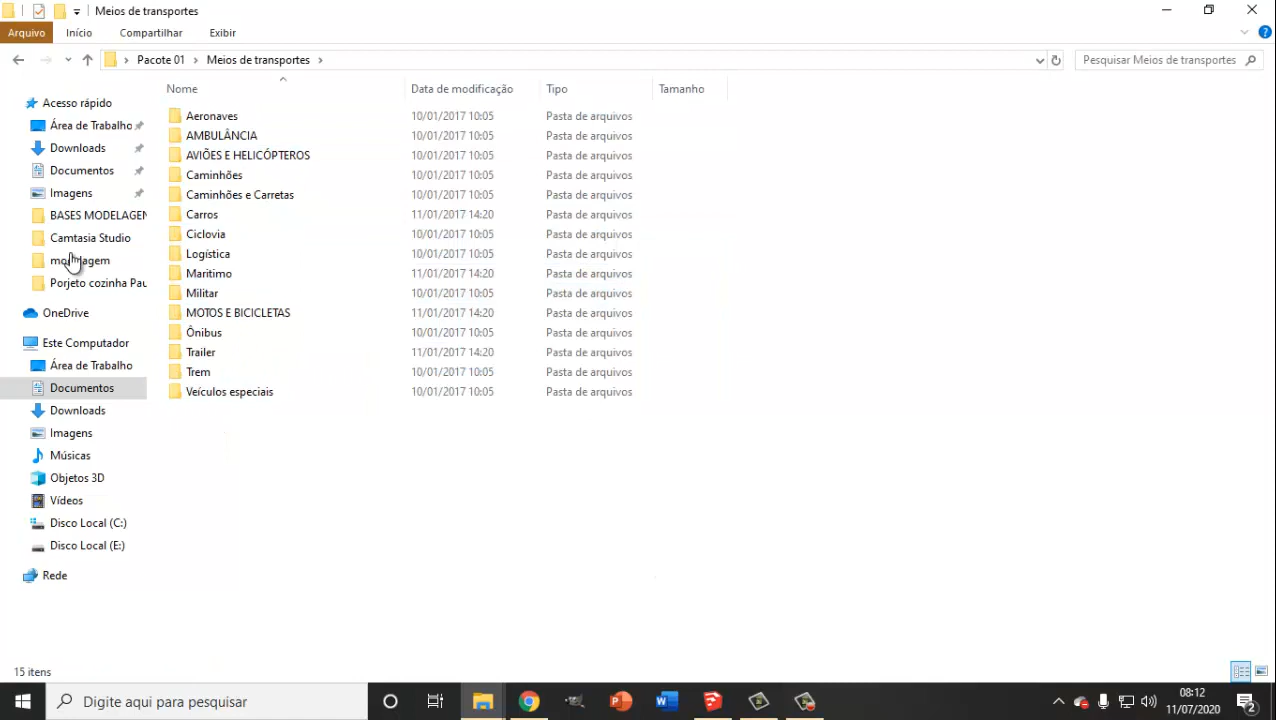 Meios de transportes
Arquivo Início Compartilhar Exibir
Pacote 01 Meios de transportes Pesquisar Meios de transportes
Nome Data de modificação Tipo Tamanho
Acesso rápido
Área de Trabalho
Downloads
Documentos
Imagens
BASES MODELAGEN
Camtasia Studio
Porjeto cozinha Pau
OneDrive
Este Computador
Área de Trabalho
Documentos
Downloads
Imagens
Músicas
Objetos 3D
Vídeos
Disco Local (C:)
Disco Local (E:)
Rede
Aeronaves 10/01/2017 10:05 Pasta de arquivos
AMBULÂNCIA 10/01/2017 10:05 Pasta de arquivos
AVIÕES E HELICÓPTEROS 10/01/2017 10:05 Pasta de arquivos
Caminhões 10/01/2017 10:05 Pasta de arquivos
Caminhões e Carretas 10/01/2017 10:05 Pasta de arquivos
Carros 11/01/2017 14:20 Pasta de arquivos
Ciclovia 10/01/2017 10:05 Pasta de arquivos
Logística 10/01/2017 10:05 Pasta de arquivos
Maritimo 11/01/2017 14:20 Pasta de arquivos
Militar 10/01/2017 10:05 Pasta de arquivos
MOTOS E BICICLETAS 11/01/2017 14:20 Pasta de arquivos
Ônibus 10/01/2017 10:05 Pasta de arquivos
Trailer 11/01/2017 14:20 Pasta de arquivos
Trem 10/01/2017 10:05 Pasta de arquivos
Veículos especiais 10/01/2017 10:05 Pasta de arquivos
15 itens
Digite aqui para pesquisar
08:12
11/07/2020
2